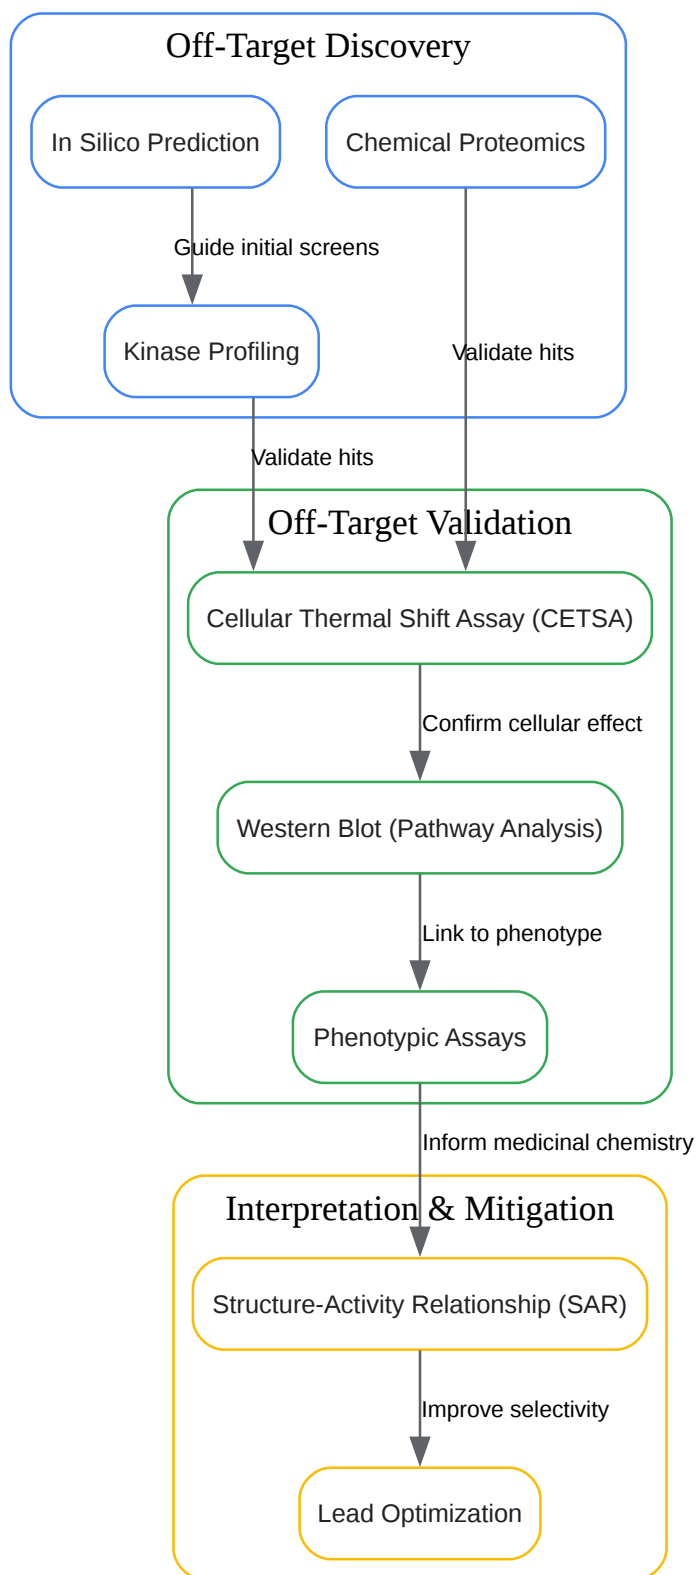 Off-Target Discovery
In Silico Prediction
Chemical Proteomics
Guide initial screens
Kinase Profiling
Validate hits
Validate hits
Off-Target Validation
Cellular Thermal Shift Assay (CETSA)
Confirm cellular effect
Western Blot (Pathway Analysis)
Link to phenotype
Phenotypic Assays
Inform medicinal chemistry
Interpretation & Mitigation
Structure-Activity Relationship (SAR)
Improve selectivity
Lead Optimization